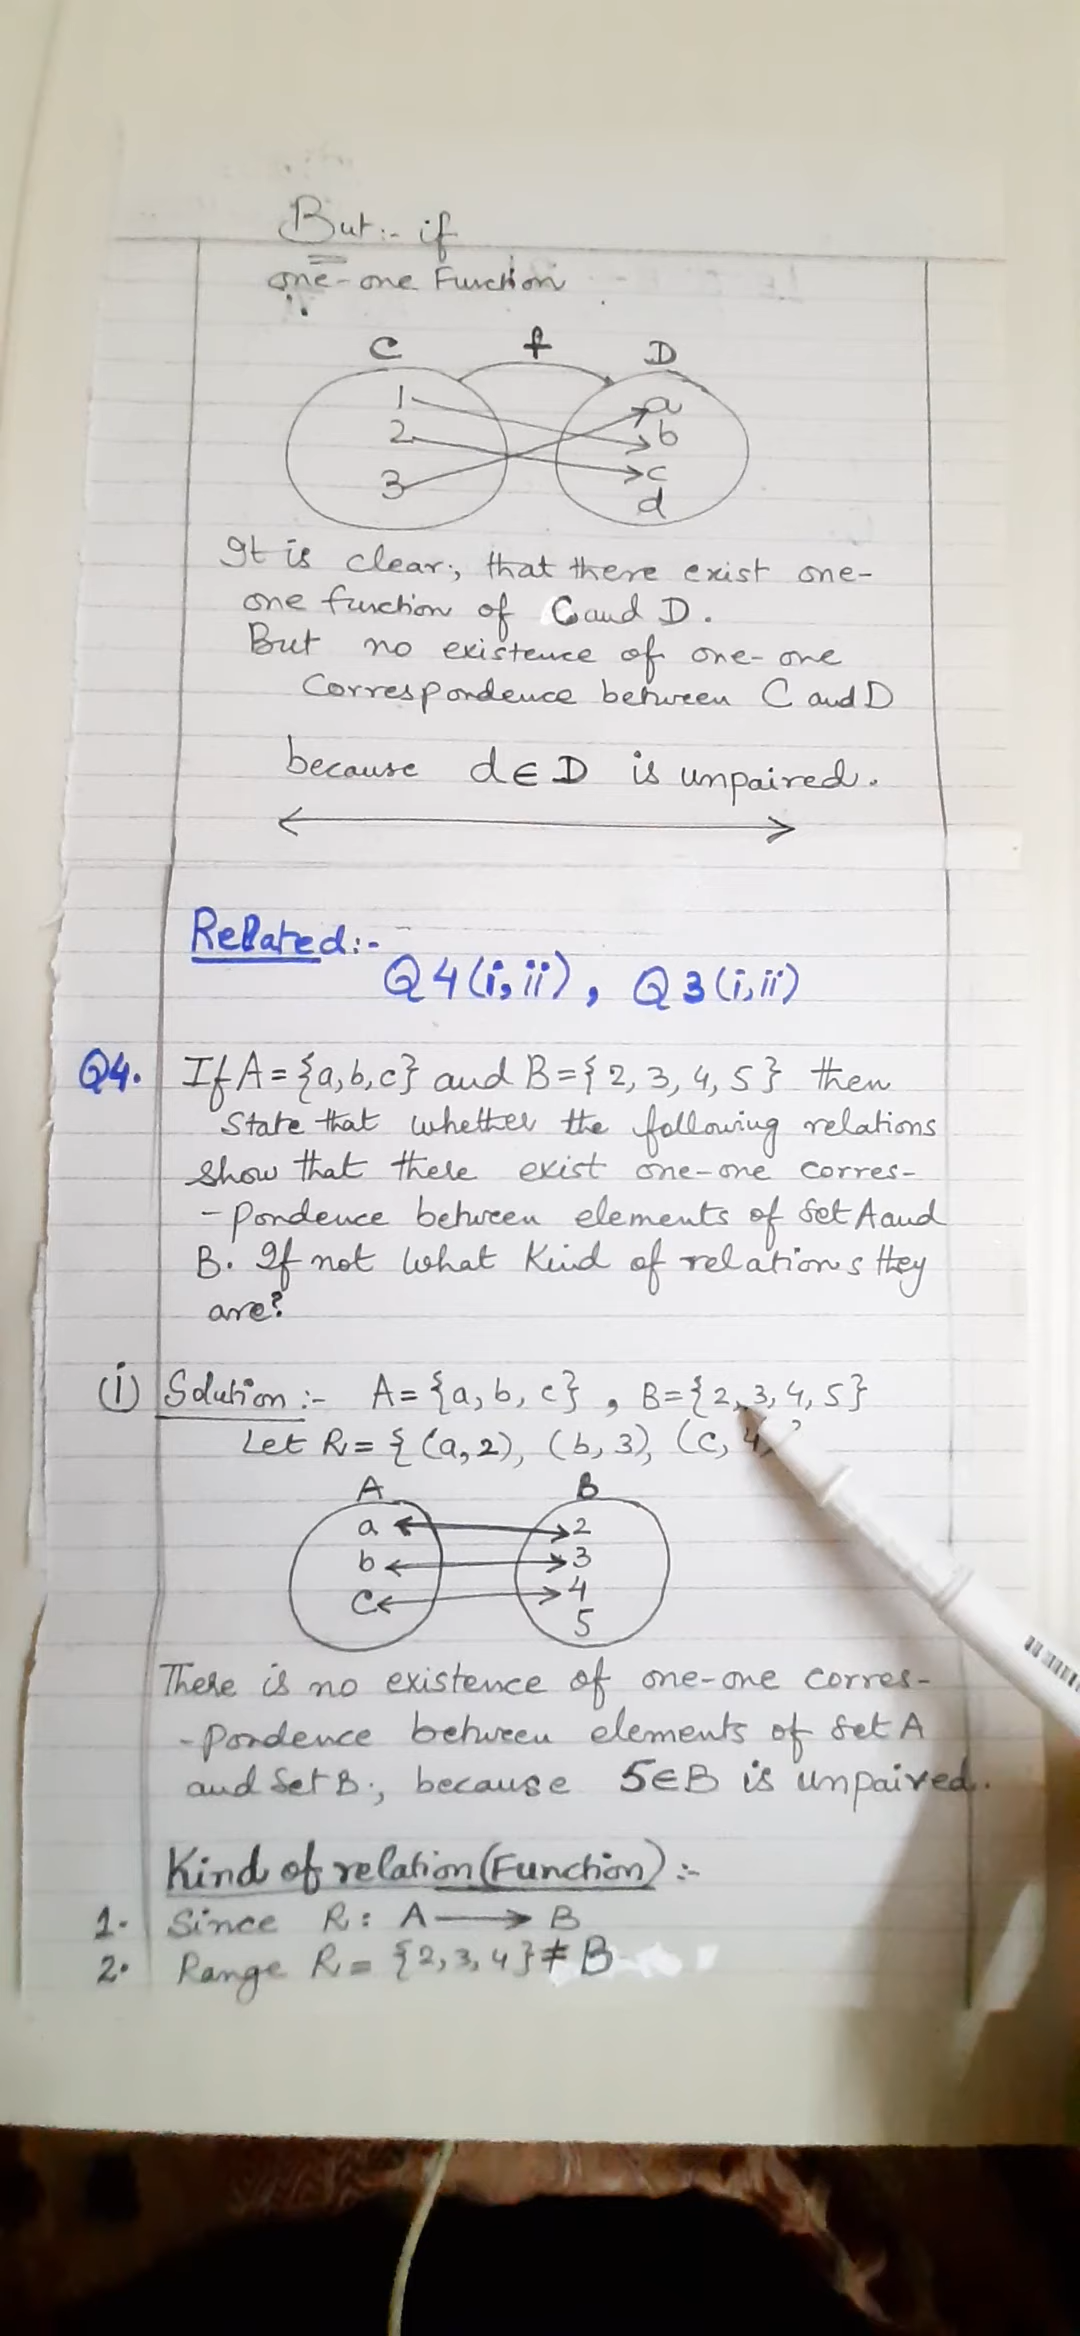 But:- if
one-one Function
C f D
1 a
2 b
3 c
d
It is clear, that there exist one-
one function of C and D.
But no existence of one-one
Correspondence between C and D
because d∈D is unpaired.
Related:-
Q4(i,ii), Q3(i,ii)
Q4. If A={a,b,c} and B={2,3,4,5} then
State that whether the following relations
show that there exist one-one corres-
-pondence between elements of set A and
B. If not what kind of relations they
are?
(i) Solution:- A={a,b,c}, B={2,3,4,5}
Let R={(a,2), (b,3), (c,4
A B
a 2
b 3
c 4
5
There is no existence of one-one corres-
-pondence between elements of set A
and Set B, because 5∈B is unpaired.
Kind of relation(Function):-
1. Since R: A → B
2. Range R={2,3,4}≠B